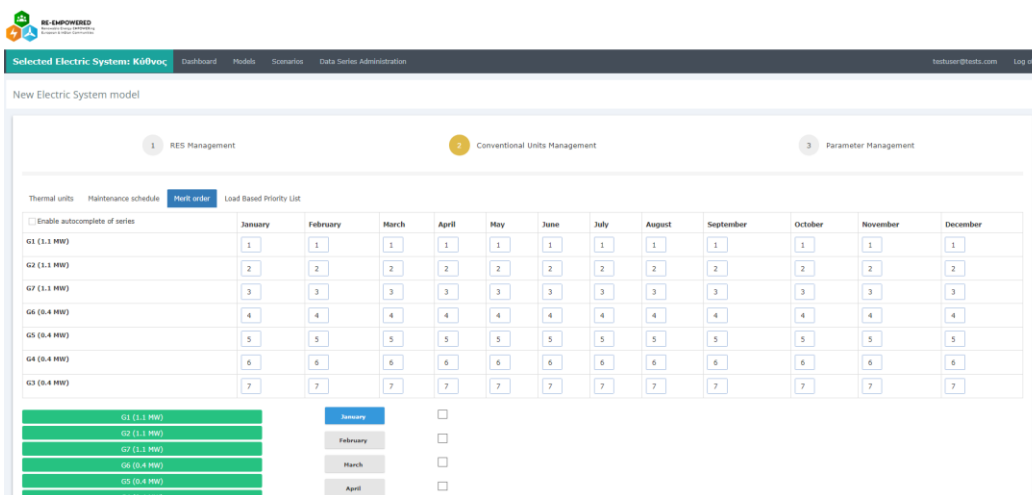 RE-EMPOWERED
Renewable Energy EMPOWERing
European & Indian Communities
Selected Electric System: Κύθνος Dashboard Models Scenarios Data Series Administration testuser@tests.com Log o
New Electric System model
1 RES Management 2 Conventional Units Management 3 Parameter Management
Thermal units Maintenance schedule Merit order Load Based Priority List
Enable autocomplete of series January February March April May June July August September October November December
G1 (1.1 MW) 1 1 1 1 1 1 1 1 1 1 1 1
G2 (1.1 MW) 2 2 2 2 2 2 2 2 2 2 2 2
G7 (1.1 MW) 3 3 3 3 3 3 3 3 3 3 3 3
G6 (0.4 MW) 4 4 4 4 4 4 4 4 4 4 4 4
G5 (0.4 MW) 5 5 5 5 5 5 5 5 5 5 5 5
G4 (0.4 MW) 6 6 6 6 6 6 6 6 6 6 6 6
G3 (0.4 MW) 7 7 7 7 7 7 7 7 7 7 7 7
G1 (1.1 MW) January
G2 (1.1 MW) February
G7 (1.1 MW)
G6 (0.4 MW) March
G5 (0.4 MW) April